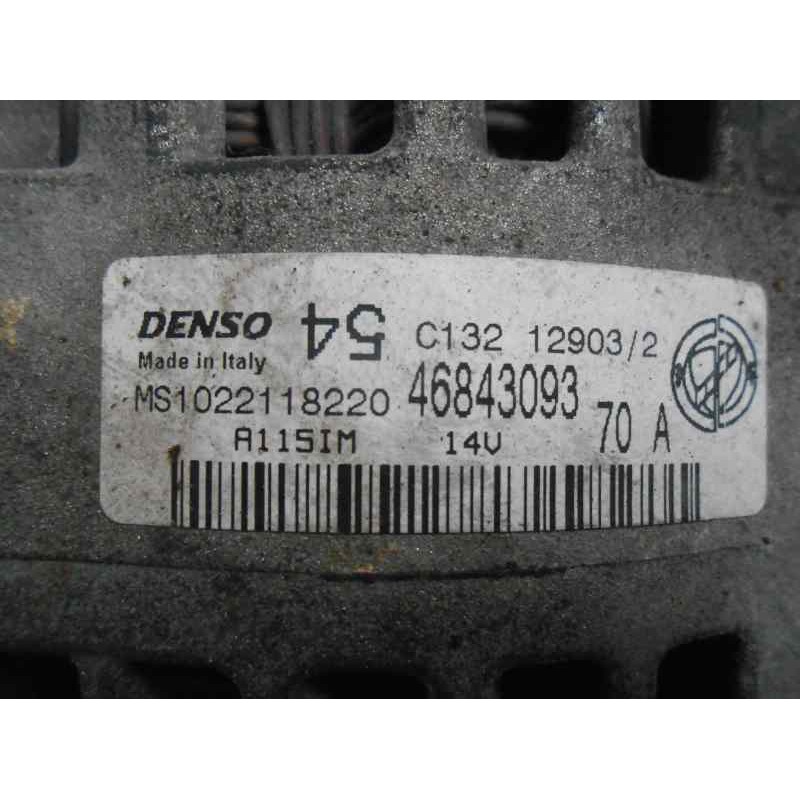 DENSO 54 C132 12903/2
Made in Italy
MS1022118220 46843093 70 A
A115IM 14V